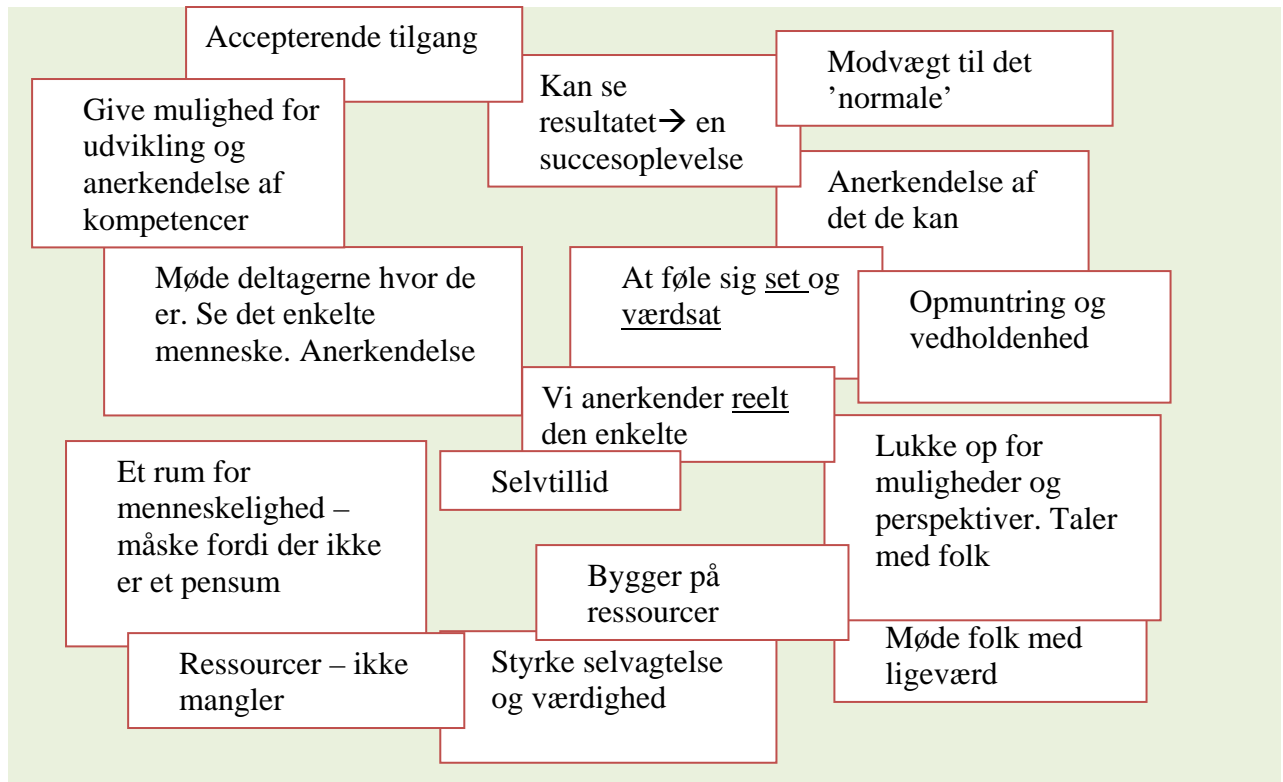 Accepterende tilgang
Kan se
resultatet→ en
succesoplevelse
Modvægt til det
’normale’
Give mulighed for
udvikling og
anerkendelse af
kompetencer
Anerkendelse af
det de kan
Møde deltagerne hvor de
er. Se det enkelte
menneske. Anerkendelse
At føle sig set og
værdsat
Opmuntring og
vedholdenhed
Vi anerkender reelt
den enkelte
Et rum for
menneskelighed –
måske fordi der ikke
er et pensum
Selvtillid
Lukke op for
muligheder og
perspektiver. Taler
med folk
Bygger på
ressourcer
Ressourcer – ikke
mangler
Styrke selvagtelse
og værdighed
Møde folk med
ligeværd